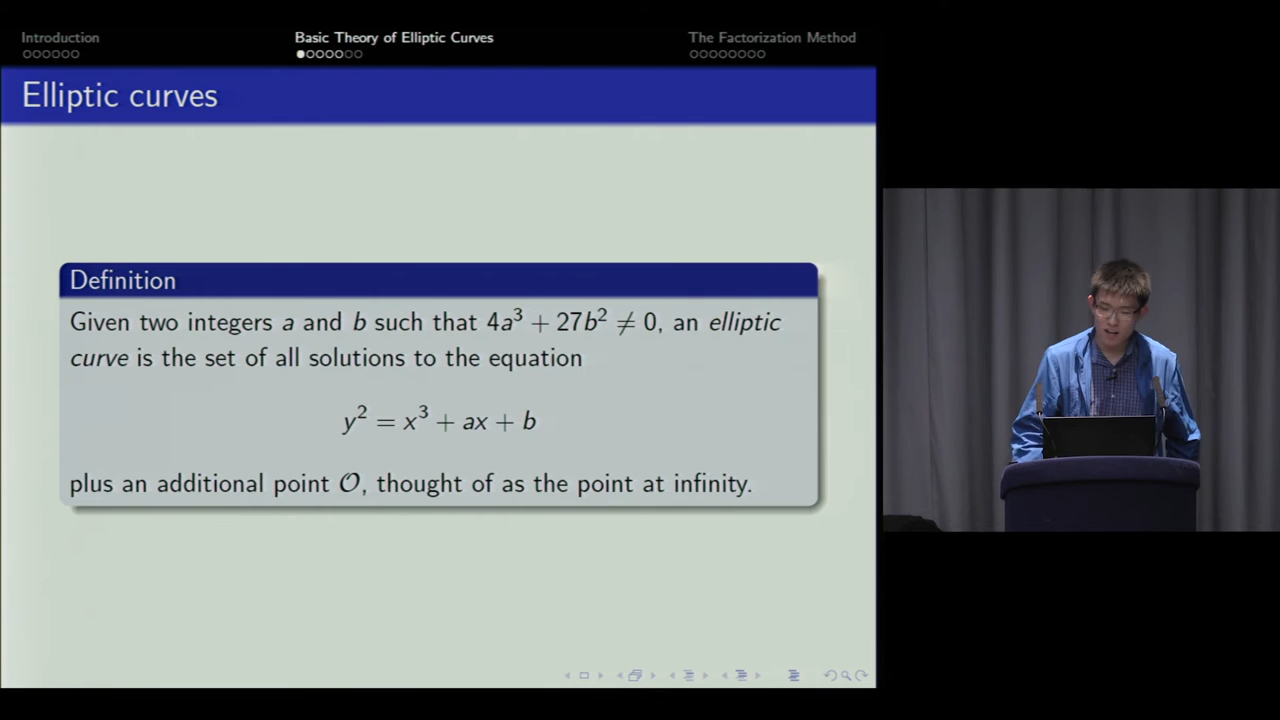 Introduction
Basic Theory of Elliptic Curves
The Factorization Method
Elliptic curves
Definition
Given two integers a and b such that 4a³ + 27b² ≠ 0, an elliptic
curve is the set of all solutions to the equation
y² = x³ + ax + b
plus an additional point 𝒪, thought of as the point at infinity.